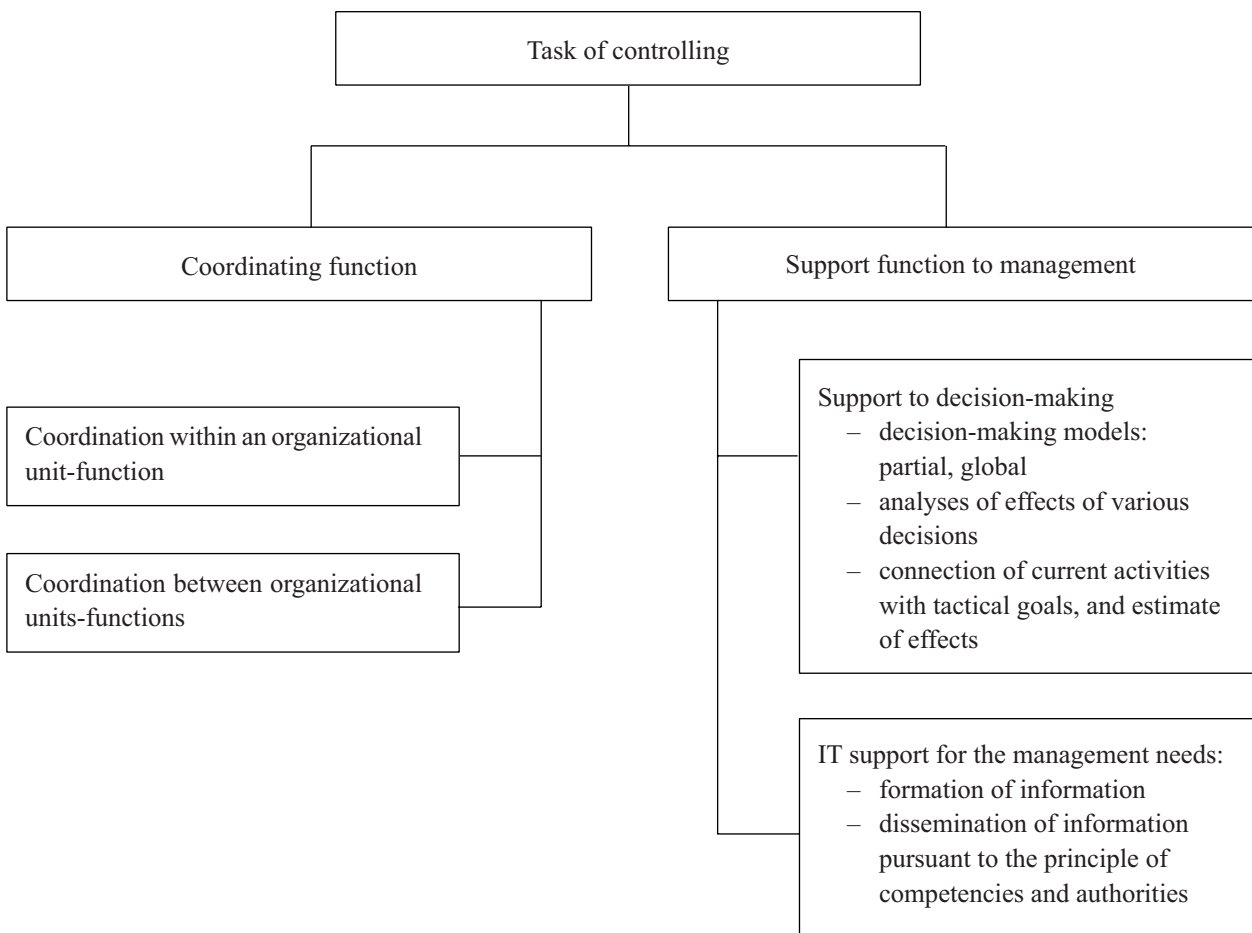 Task of controlling
Coordinating function
Support function to management
Coordination within an organizational
unit-function
Coordination between organizational
units-functions
Support to decision-making
– decision-making models:
partial, global
– analyses of effects of various
decisions
– connection of current activities
with tactical goals, and estimate
of effects
IT support for the management needs:
– formation of information
– dissemination of information
pursuant to the principle of
competencies and authorities